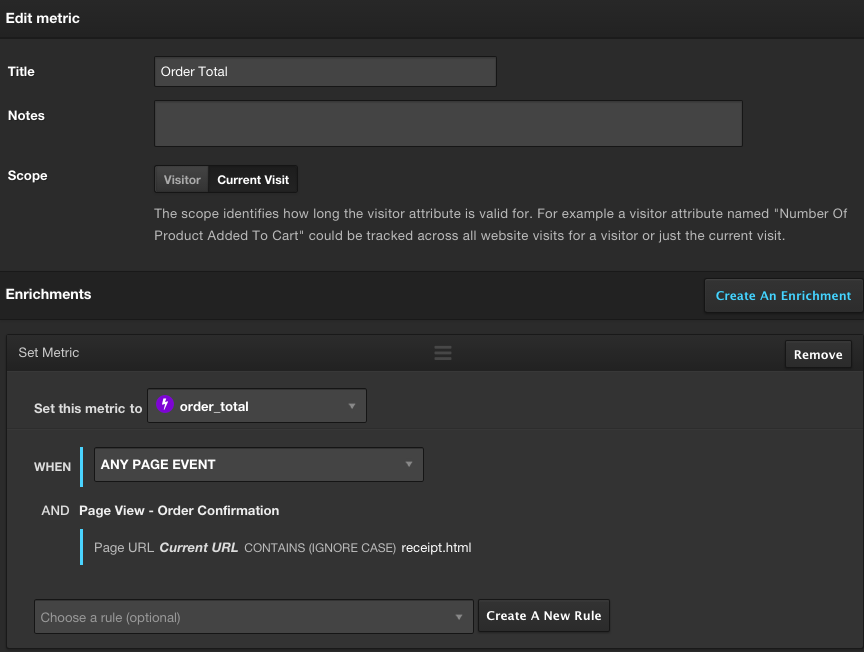 Edit metric
Title
Order Total
Notes
Scope
Visitor
Current Visit
The scope identifies how long the visitor attribute is valid for. For example a visitor attribute named "Number Of
Product Added To Cart" could be tracked across all website visits for a visitor or just the current visit.
Enrichments
Create An Enrichment
Set Metric
Remove
Set this metric to
order_total
WHEN
ANY PAGE EVENT
AND Page View - Order Confirmation
Page URL Current URL CONTAINS (IGNORE CASE) receipt.html
Choose a rule (optional)
Create A New Rule